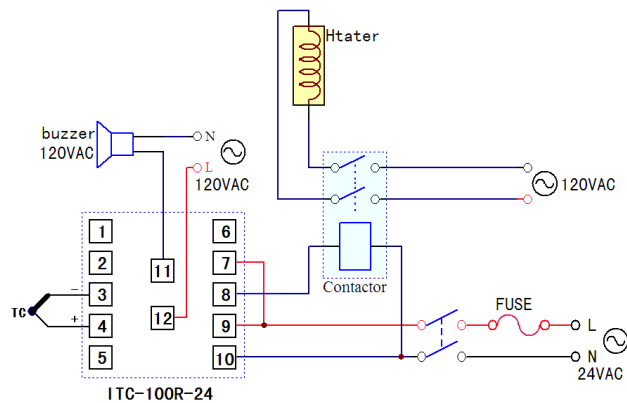 Htater
buzzer
120VAC
N
L
120VAC
120VAC
1
6
2
7
11
3
8
12
4
9
5
10
−
TC
+
Contactor
FUSE
L
N
24VAC
ITC-100R-24